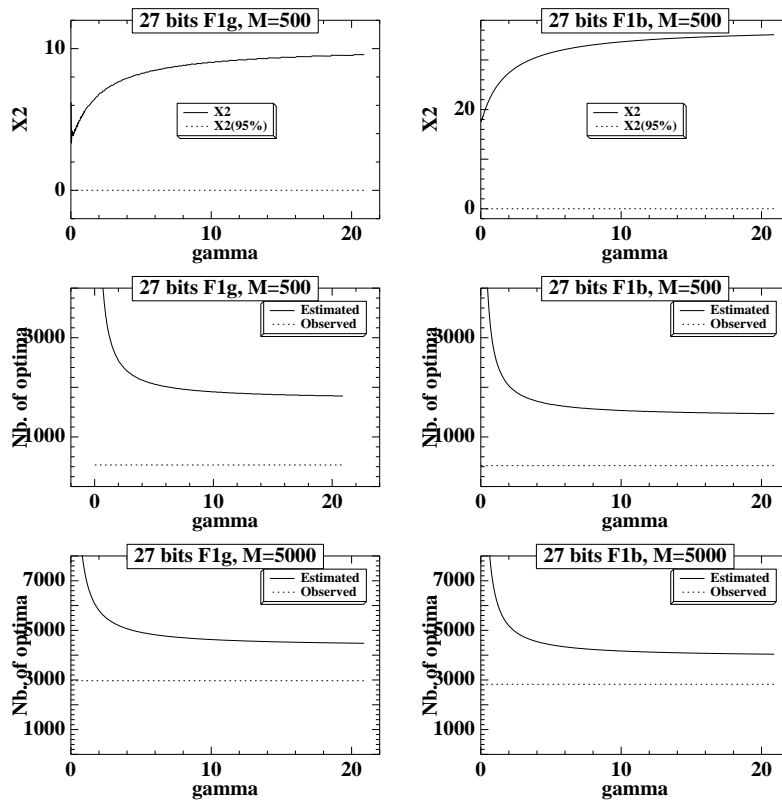 27 bits F1g, M=500
10
0
X2
X2
X2(95%)
0
10
20
gamma
27 bits F1b, M=500
20
0
X2
X2
X2(95%)
0
10
20
gamma
27 bits F1g, M=500
3000
1000
Nb. of optima
Estimated
Observed
0
10
20
gamma
27 bits F1b, M=500
3000
1000
Nb. of optima
Estimated
Observed
0
10
20
gamma
27 bits F1g, M=5000
7000
5000
3000
1000
Nb. of optima
Estimated
Observed
0
10
20
gamma
27 bits F1b, M=5000
7000
5000
3000
1000
Nb. of optima
Estimated
Observed
0
10
20
gamma